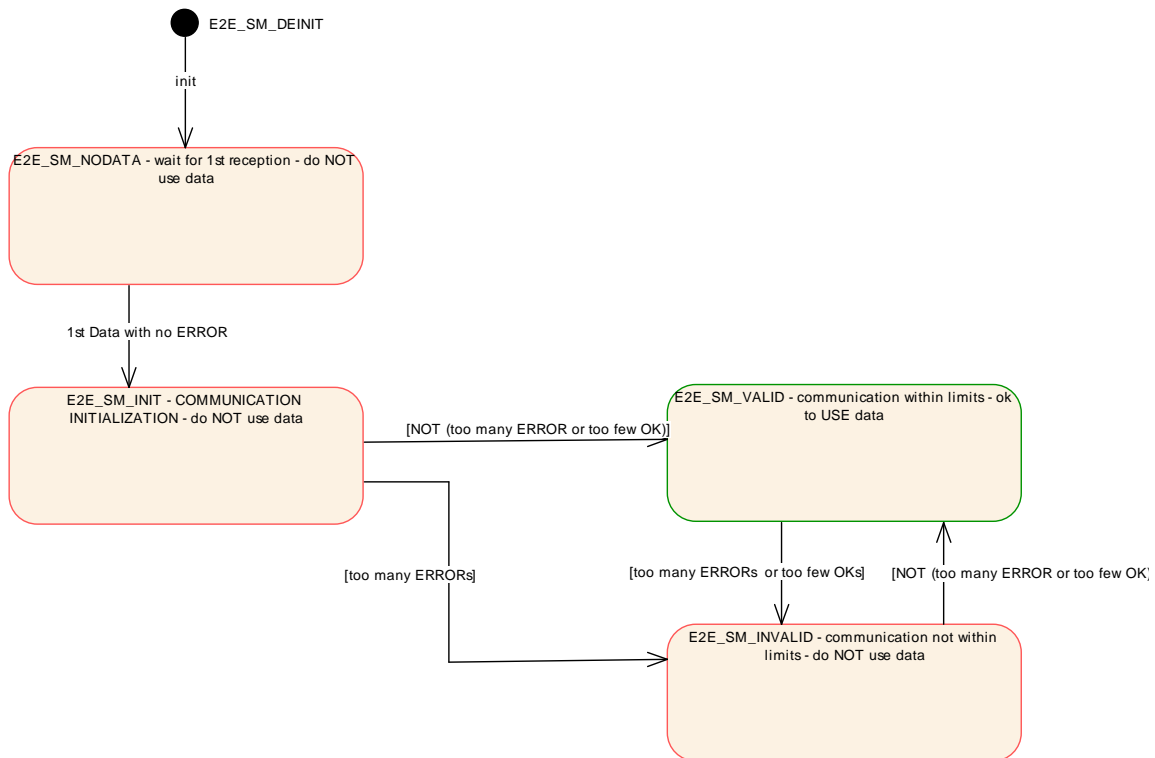 E2E_SM_DEINIT
init
E2E_SM_NODATA - wait for 1st reception - do NOT
use data
1st Data with no ERROR
E2E_SM_INIT - COMMUNICATION
INITIALIZATION - do NOT use data
E2E_SM_VALID - communication within limits - ok
to USE data
[NOT (too many ERROR or too few OK)]
[too many ERRORs]
[too many ERRORs or too few OKs]
[NOT (too many ERROR or too few OK)
E2E_SM_INVALID - communication not within
limits - do NOT use data